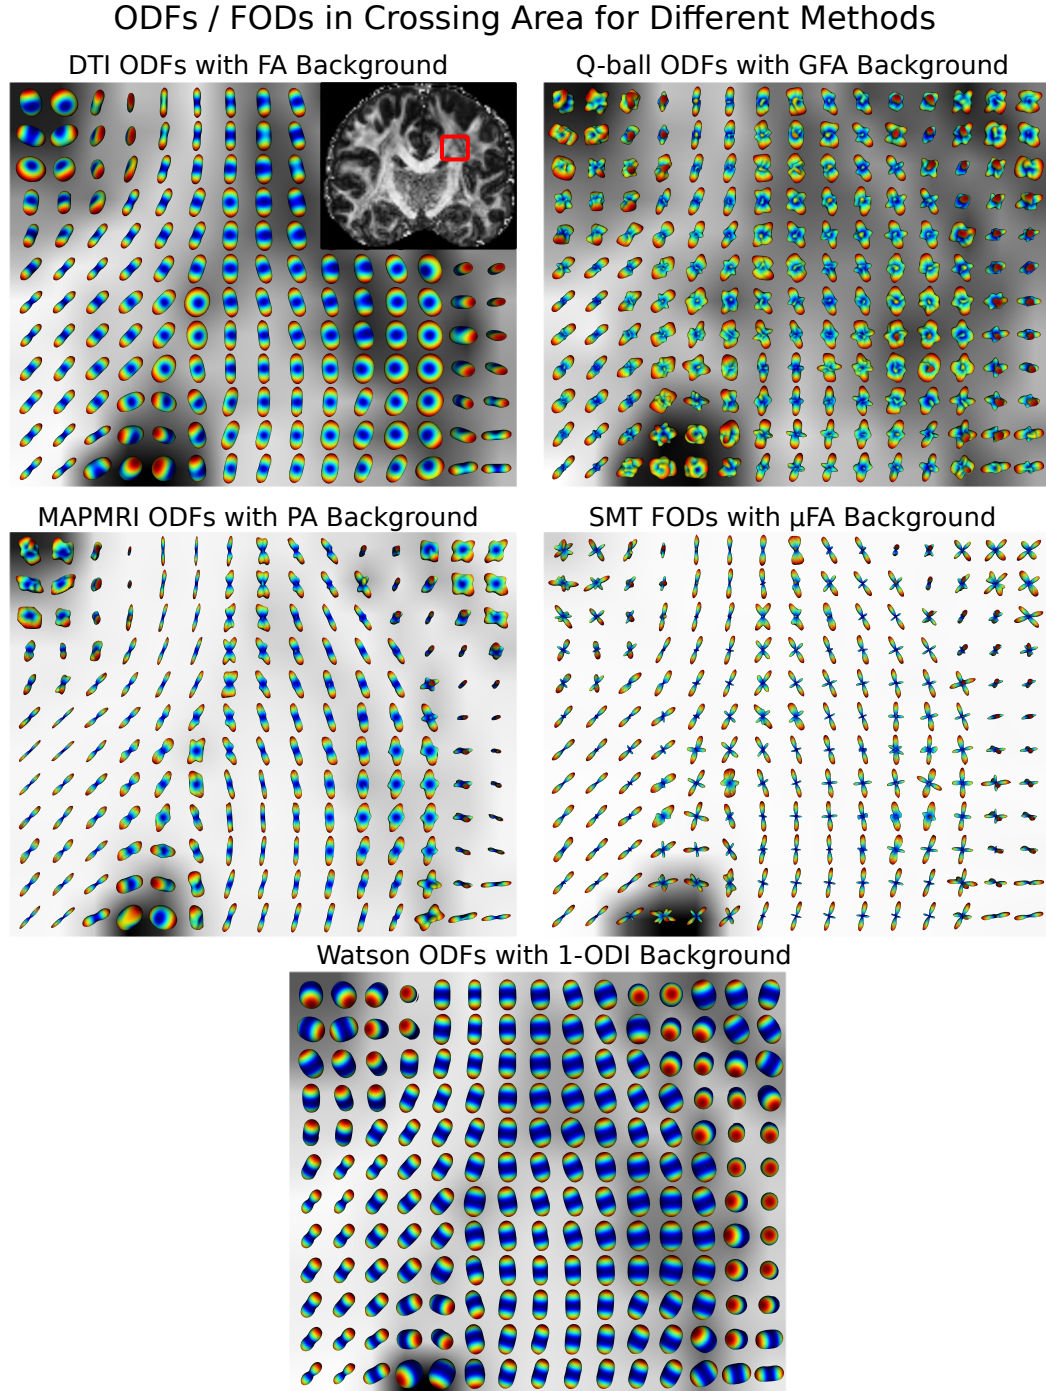 ODFs / FODs in Crossing Area for Different Methods
DTI ODFs with FA Background
Q-ball ODFs with GFA Background
MAPMRI ODFs with PA Background
SMT FODs with μFA Background
Watson ODFs with 1-ODI Background